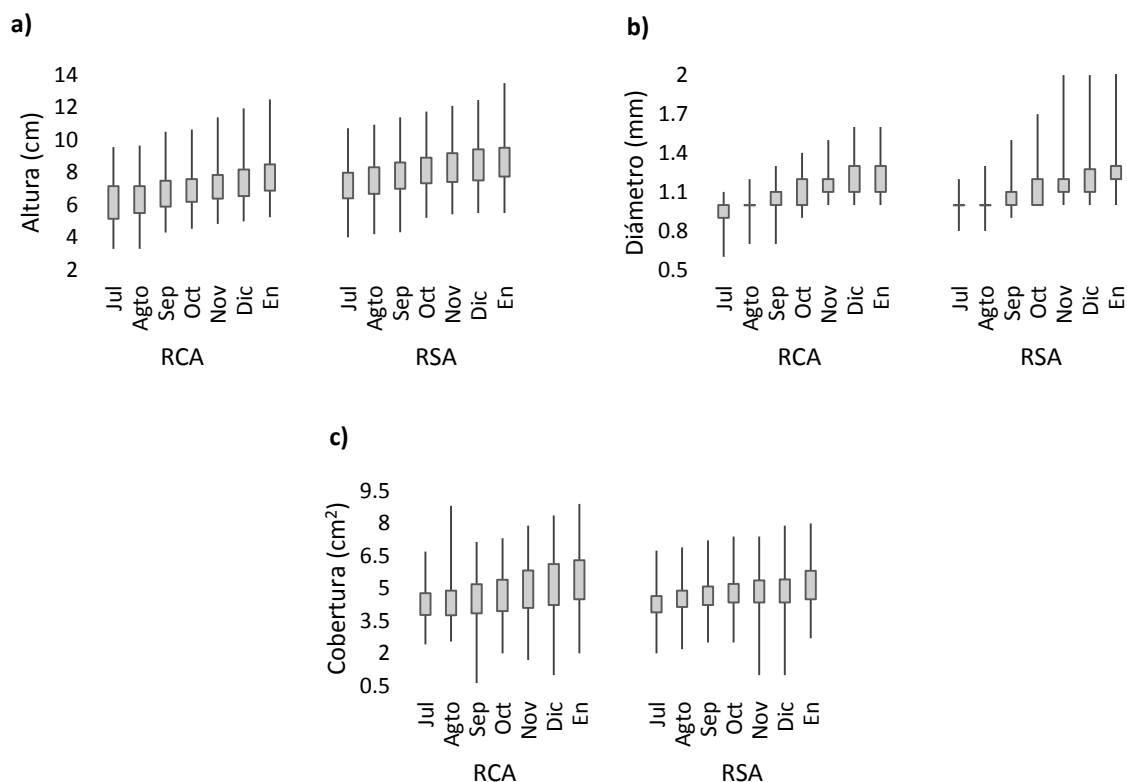 a)
Altura (cm)
14
12
10
8
6
4
2
Jul Agto Sep Oct Nov Dic En Jul Agto Sep Oct Nov Dic En
RCA RSA
b)
Diámetro (mm)
2
1.7
1.4
1.1
0.8
0.5
Jul Agto Sep Oct Nov Dic En Jul Agto Sep Oct Nov Dic En
RCA RSA
c)
Cobertura (cm²)
9.5
8
6.5
5
3.5
2
0.5
Jul Agto Sep Oct Nov Dic En Jul Agto Sep Oct Nov Dic En
RCA RSA